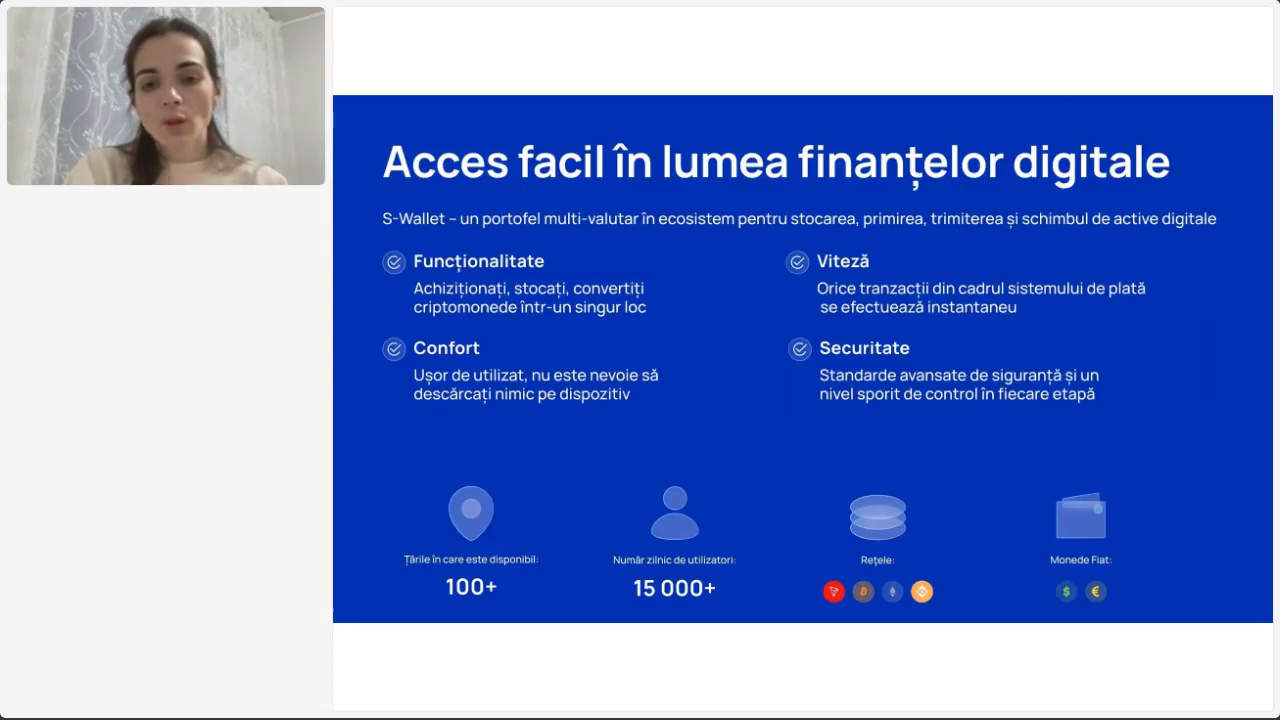 Acces facil în lumea finanțelor digitale
S-Wallet – un portofel multi-valutar în ecosistem pentru stocarea, primirea, trimiterea și schimbul de active digitale
Funcționalitate
Achiziționați, stocați, convertiți
criptomonede într-un singur loc
Viteză
Orice tranzacții din cadrul sistemului de plată
se efectuează instantaneu
Confort
Ușor de utilizat, nu este nevoie să
descărcați nimic pe dispozitiv
Securitate
Standarde avansate de siguranță și un
nivel sporit de control în fiecare etapă
Țările în care este disponibil:
100+
Număr zilnic de utilizatori:
15 000+
Rețele:
Monede Fiat:
$ €